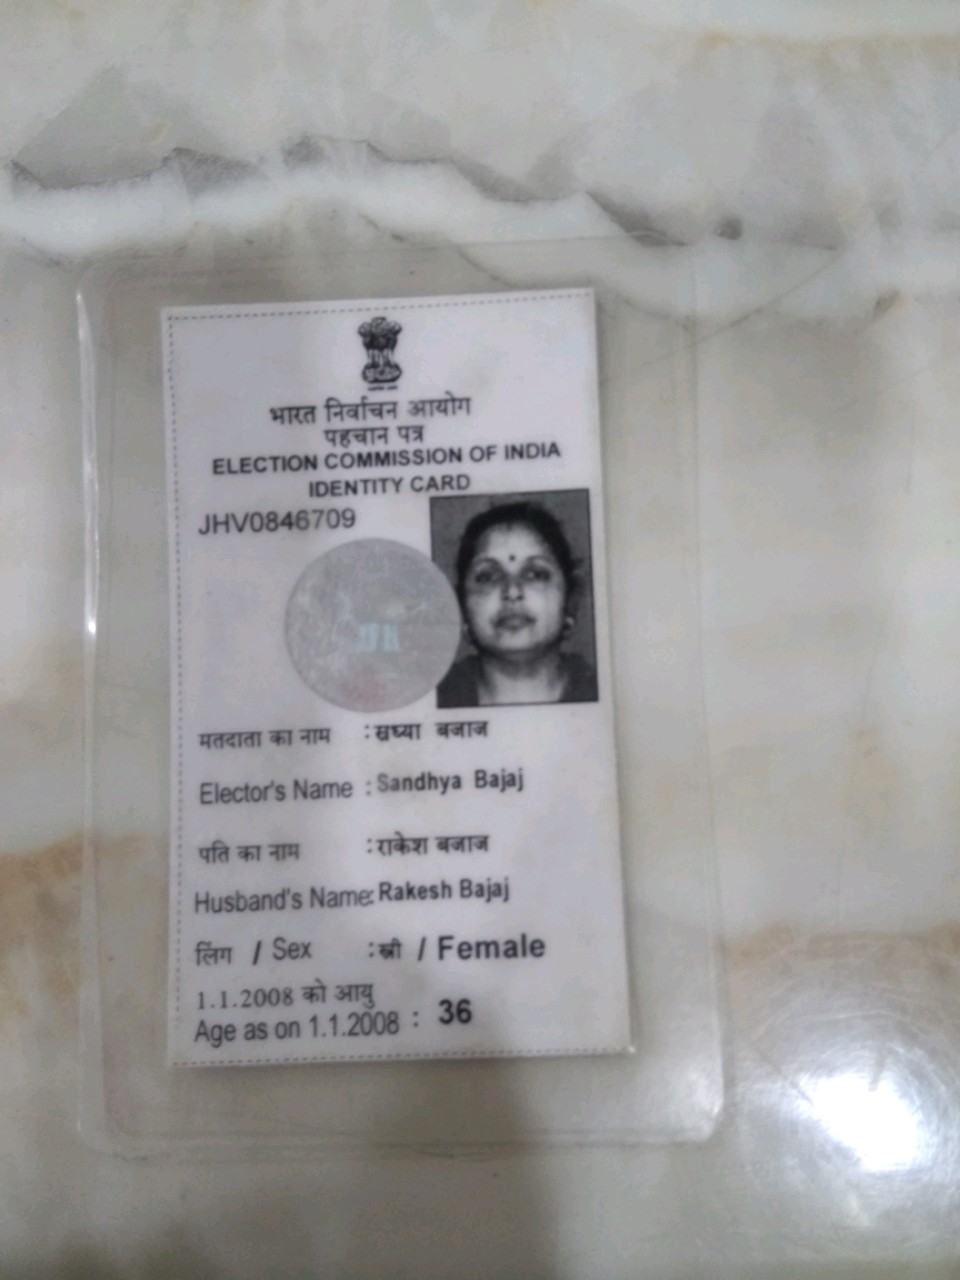 भारत निर्वाचन आयोग
पहचान पत्र
ELECTION COMMISSION OF INDIA
IDENTITY CARD
JHV0846709
मतदाता का नाम : सध्या बजाज
Elector's Name : Sandhya Bajaj
पति का नाम : राकेश बजाज
Husband's Name: Rakesh Bajaj
लिंग / Sex : स्त्री / Female
1.1.2008 को आयु
Age as on 1.1.2008 : 36